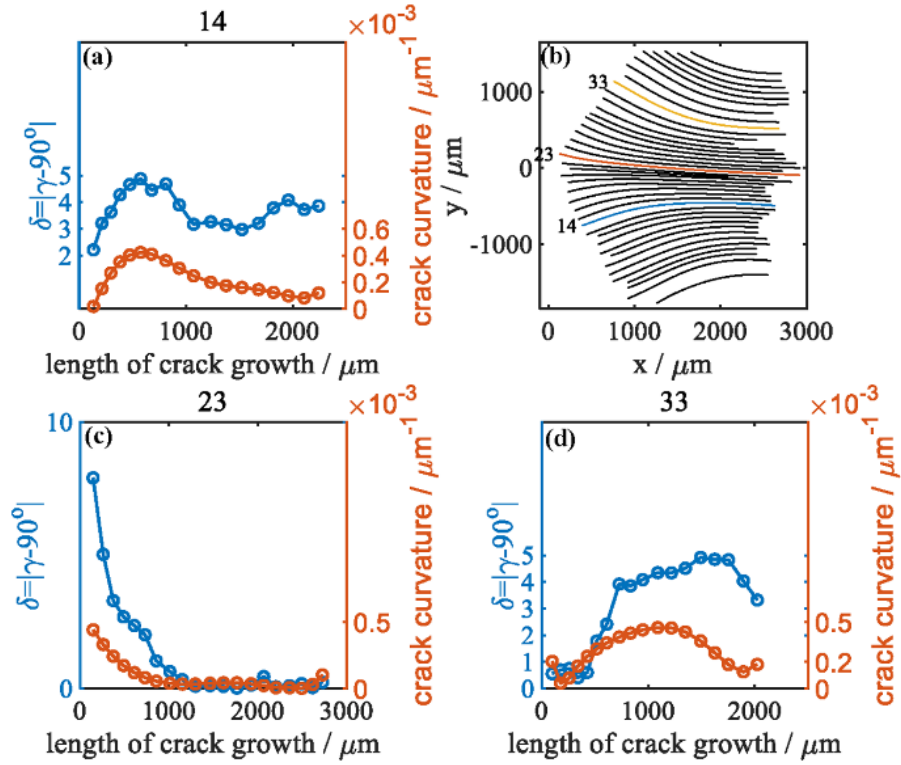 14
×10⁻³
(a)
δ=|γ-90°|
5
4
3
2
0.6
0.4
0.2
0
crack curvature / μm⁻¹
0 1000 2000
length of crack growth / μm
(b)
1000
0
-1000
y / μm
33
23
14
0 1000 2000 3000
x / μm
23
×10⁻³
(c)
10
0
δ=|γ-90°|
0.5
0
crack curvature / μm⁻¹
0 1000 2000 3000
length of crack growth / μm
33
×10⁻³
(d)
δ=|γ-90°|
5
4
3
2
1
0
0.5
0.2
0
crack curvature / μm⁻¹
0 1000 2000
length of crack growth / μm